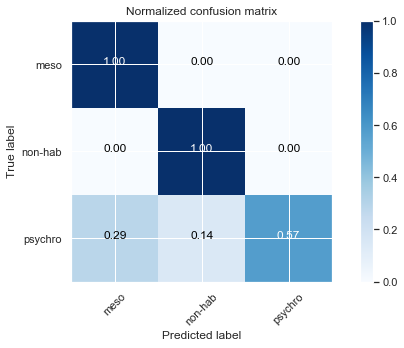 Normalized confusion matrix
1.0
meso 1.00 0.00 0.00
0.8
0.6
True label
non-hab 0.00 1.00 0.00
0.4
psychro 0.29 0.14 0.57
0.2
0.0
meso non-hab psychro
Predicted label